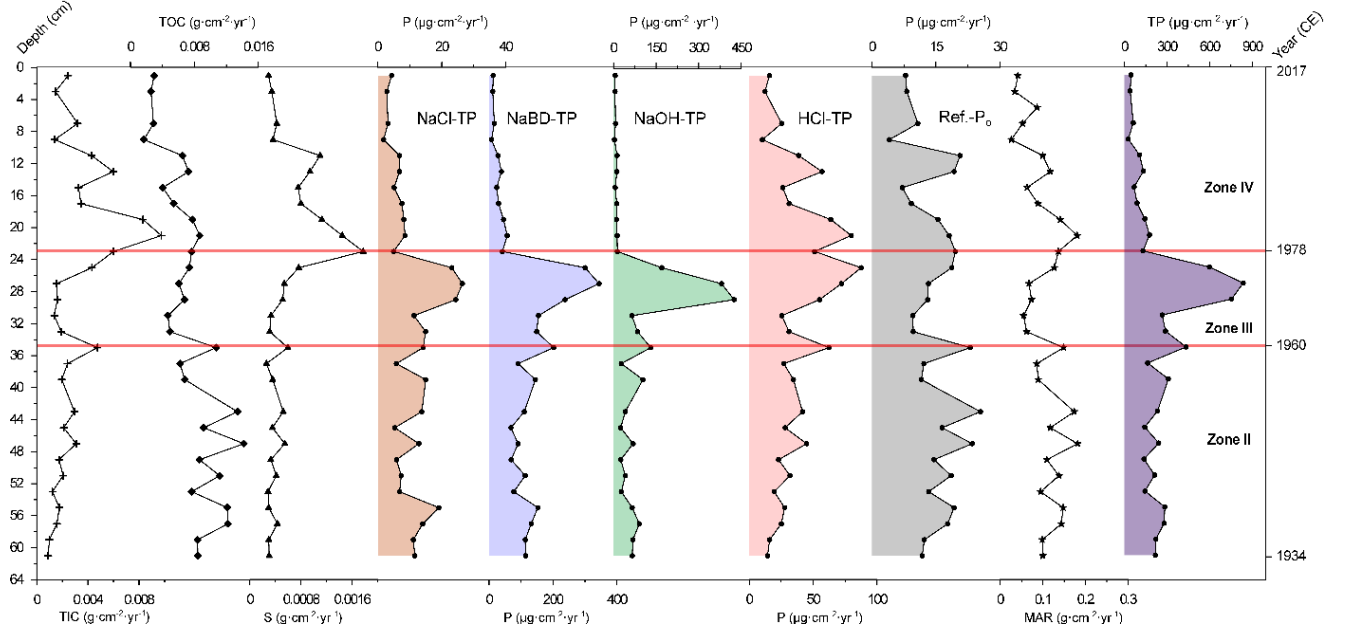 TOC (g·cm⁻²·yr⁻¹) P (μg·cm⁻²·yr⁻¹) P (μg·cm⁻²·yr⁻¹) P (μg·cm⁻²·yr⁻¹) TP (μg·cm⁻²·yr⁻¹)
Depth (cm) Year (CE)
0 0.008 0.016 0 20 40 0 150 300 450 0 15 30 0 300 600 900
0 2017
4
NaCl-TP NaBD-TP NaOH-TP HCl-TP Ref.-Pₒ
8
12
16 Zone IV
20
24 1978
28
32 Zone III
36 1960
40
44
48 Zone II
52
56
60 1934
64
0 0.004 0.008 0 0.0008 0.0016 0 200 400 0 50 100 0 0.1 0.2 0.3
TIC (g·cm⁻²·yr⁻¹) S (g·cm⁻²·yr⁻¹) P (μg·cm⁻²·yr⁻¹) P (μg·cm⁻²·yr⁻¹) MAR (g·cm⁻²·yr⁻¹)